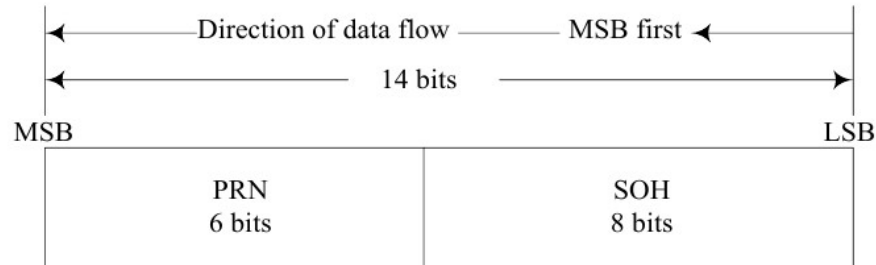 Direction of data flow MSB first
14 bits
MSB LSB
PRN SOH
6 bits 8 bits